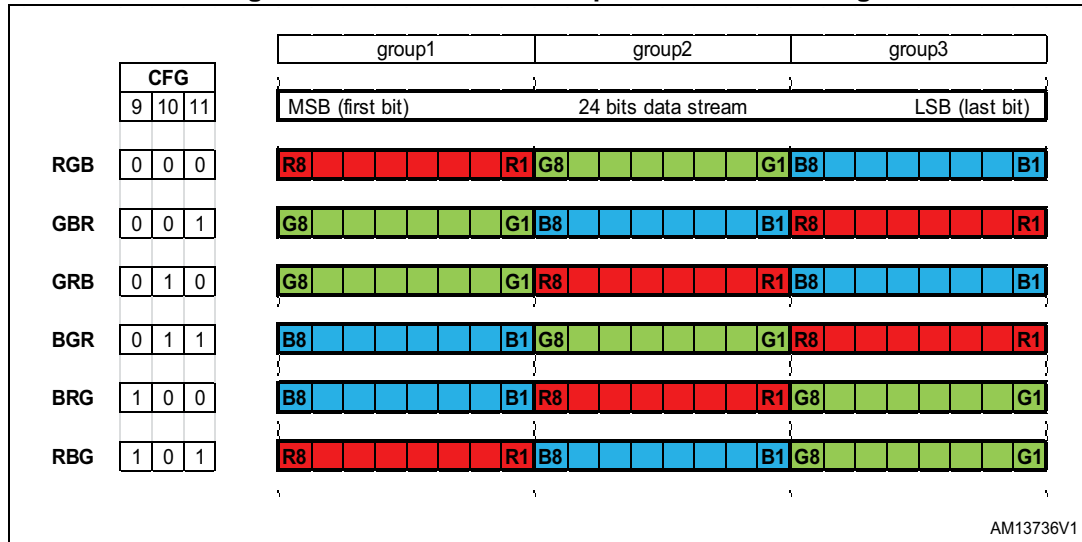 group1 group2 group3
CFG
9 10 11 MSB (first bit) 24 bits data stream LSB (last bit)
RGB 0 0 0 R8 R1 G8 G1 B8 B1
GBR 0 0 1 G8 G1 B8 B1 R8 R1
GRB 0 1 0 G8 G1 R8 R1 B8 B1
BGR 0 1 1 B8 B1 G8 G1 R8 R1
BRG 1 0 0 B8 B1 R8 R1 G8 G1
RBG 1 0 1 R8 R1 B8 B1 G8 G1
AM13736V1